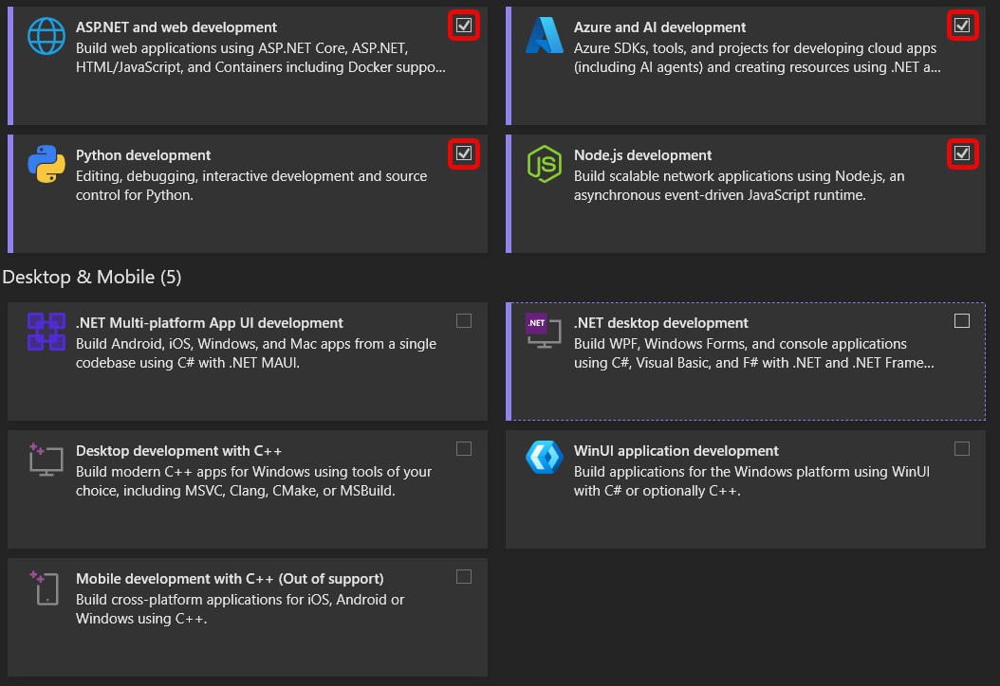 ASP.NET and web development
Build web applications using ASP.NET Core, ASP.NET,
HTML/JavaScript, and Containers including Docker suppo...
Azure and AI development
Azure SDKs, tools, and projects for developing cloud apps
(including AI agents) and creating resources using .NET a...
Python development
Editing, debugging, interactive development and source
control for Python.
JS
Node.js development
Build scalable network applications using Node.js, an
asynchronous event-driven JavaScript runtime.
Desktop & Mobile (5)
.NET Multi-platform App UI development
Build Android, iOS, Windows, and Mac apps from a single
codebase using C# with .NET MAUI.
.NET
.NET desktop development
Build WPF, Windows Forms, and console applications
using C#, Visual Basic, and F# with .NET and .NET Frame...
Desktop development with C++
Build modern C++ apps for Windows using tools of your
choice, including MSVC, Clang, CMake, or MSBuild.
WinUI application development
Build applications for the Windows platform using WinUI
with C# or optionally C++.
Mobile development with C++ (Out of support)
Build cross-platform applications for iOS, Android or
Windows using C++.